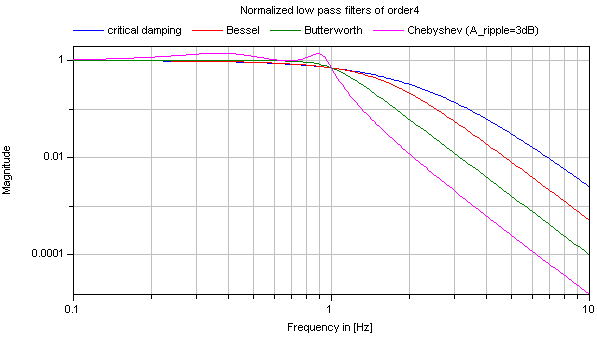 Normalized low pass filters of order4
critical damping Bessel Butterworth Chebyshev (A_ripple=3dB)
1
0.01
0.0001
Magnitude
0.1 1 10
Frequency in [Hz]